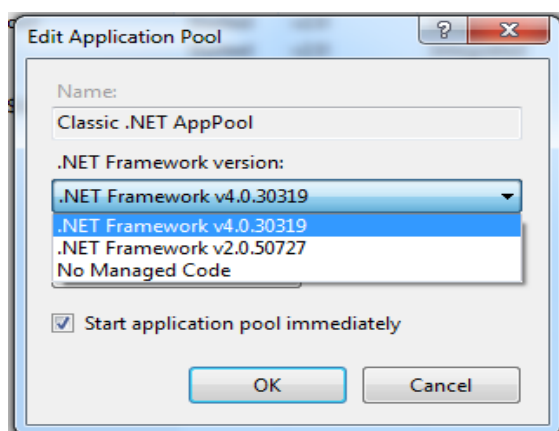 Edit Application Pool
Name:
Classic .NET AppPool
.NET Framework version:
.NET Framework v4.0.30319
.NET Framework v4.0.30319
.NET Framework v2.0.50727
No Managed Code
Start application pool immediately
OK
Cancel